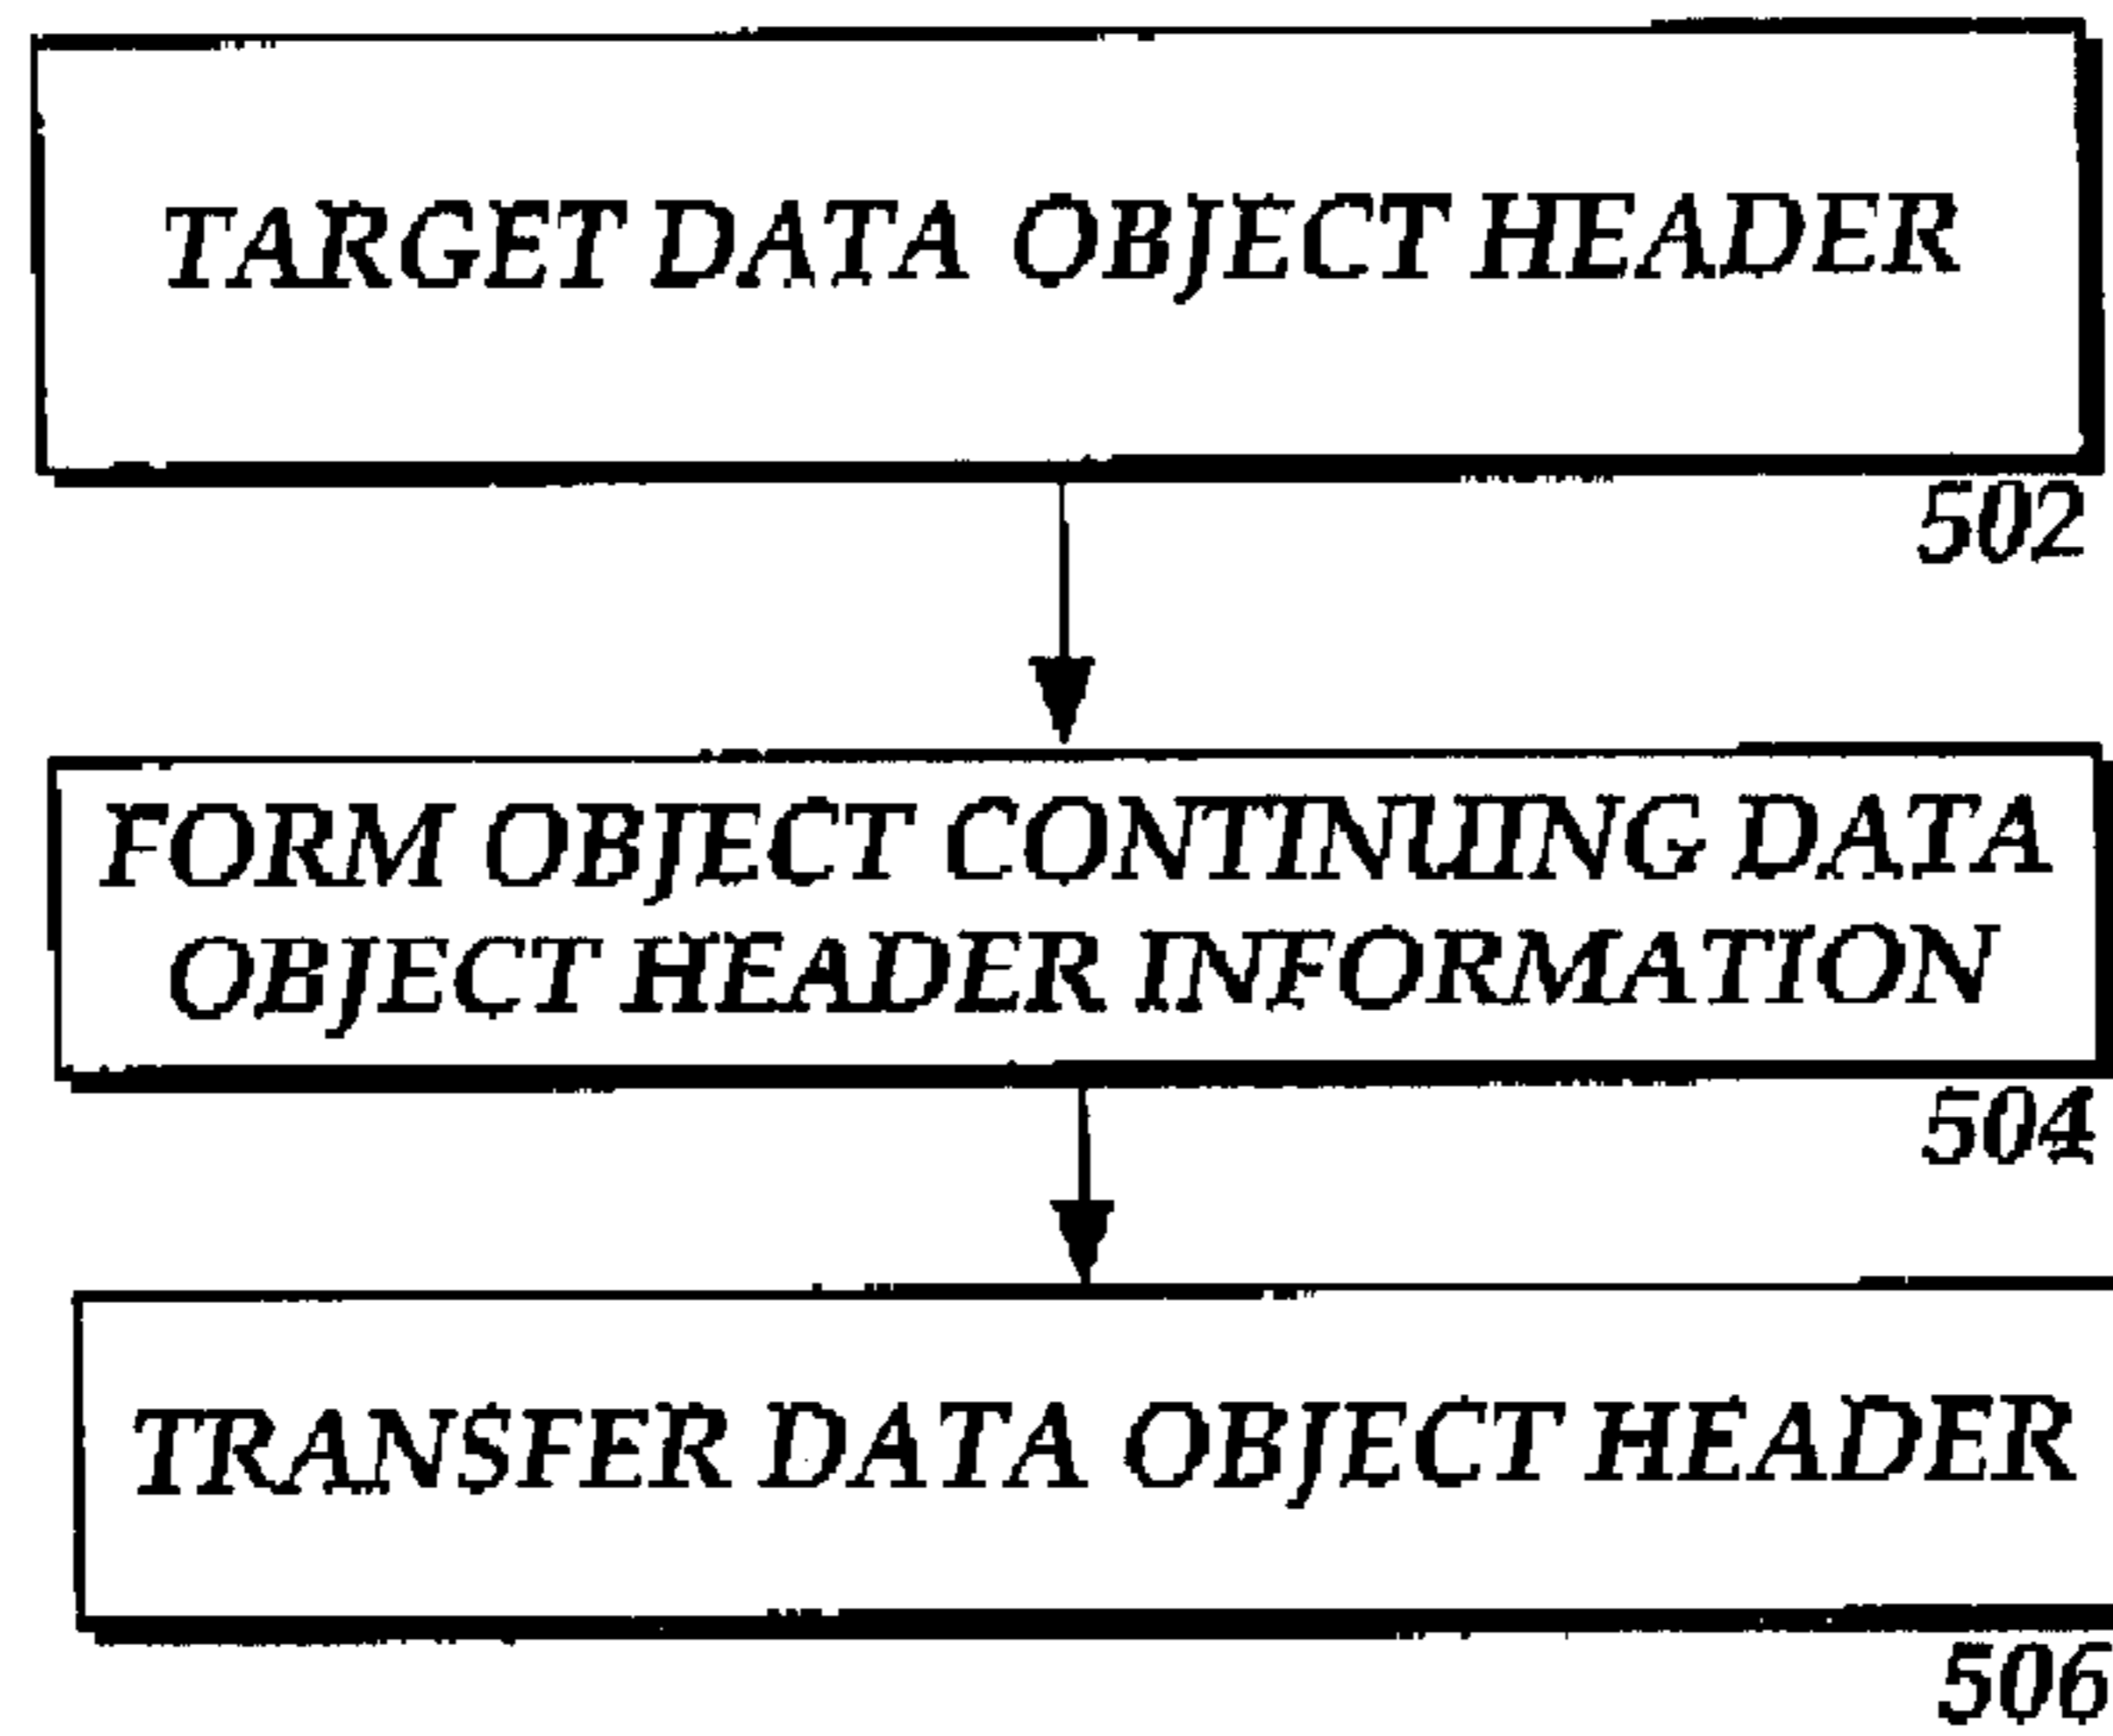 TARGET DATA OBJECT HEADER
502
FORM OBJECT CONTINUING DATA
OBJECT HEADER INFORMATION
504
TRANSFER DATA OBJECT HEADER
506